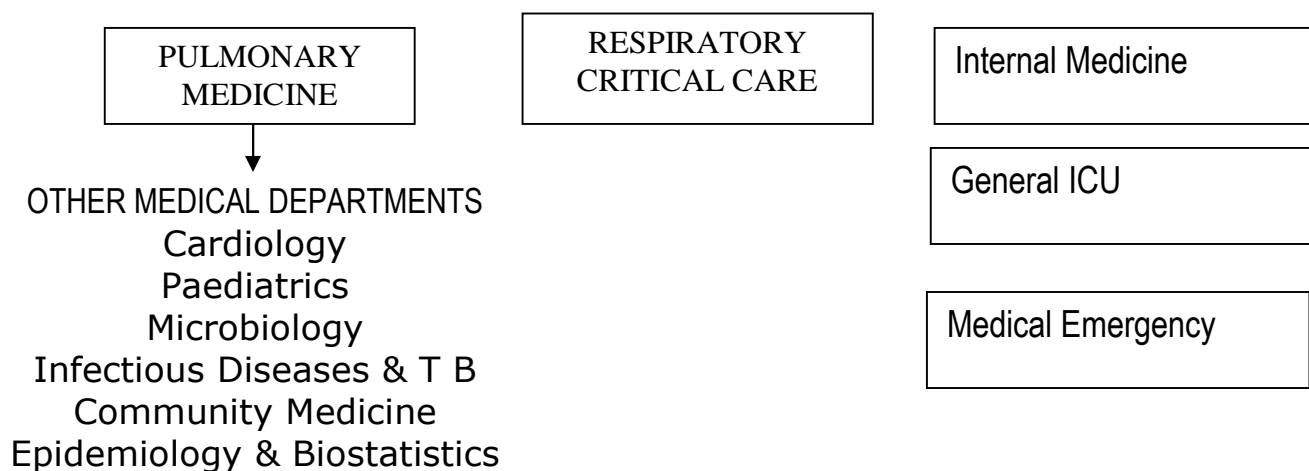 PULMONARY
MEDICINE
RESPIRATORY
CRITICAL CARE
Internal Medicine
General ICU
Medical Emergency
OTHER MEDICAL DEPARTMENTS
Cardiology
Paediatrics
Microbiology
Infectious Diseases & T B
Community Medicine
Epidemiology & Biostatistics